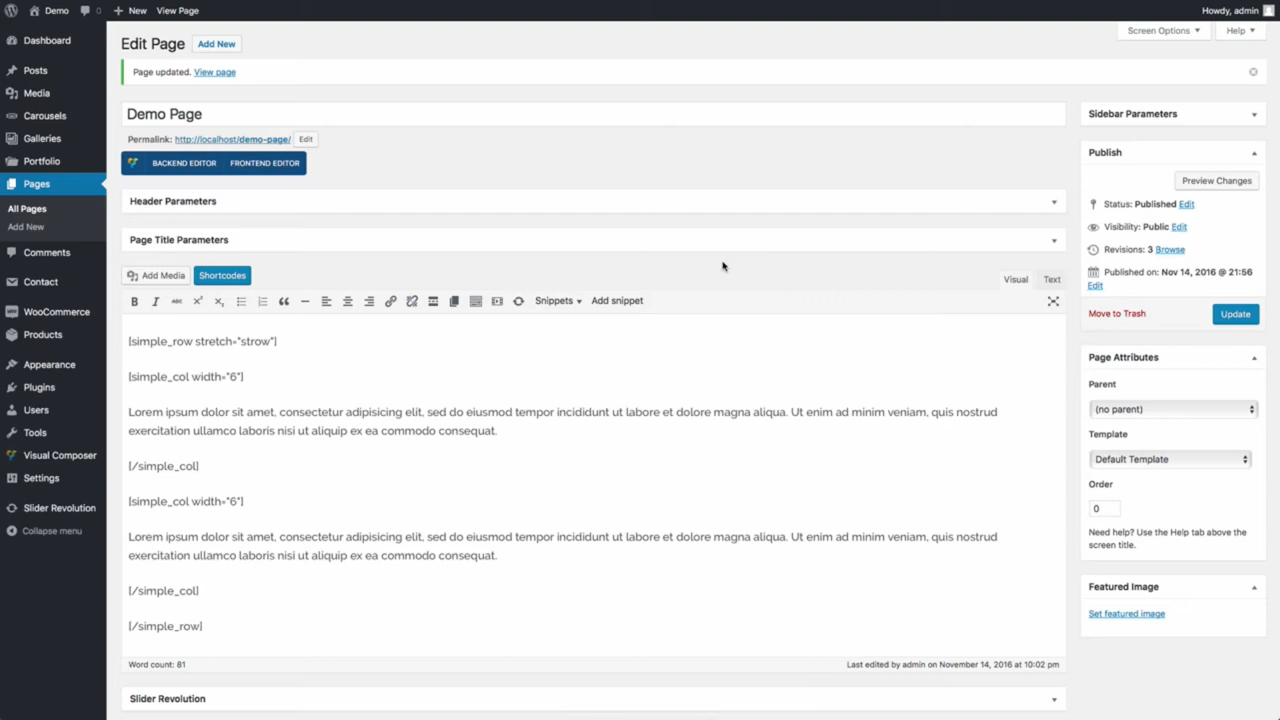 Demo 0 New View Page Howdy, admin
Screen Options Help
Edit Page Add New
Page updated. View page
Dashboard
Posts
Media
Carousels
Galleries
Portfolio
Pages
All Pages
Add New
Comments
Contact
WooCommerce
Products
Appearance
Plugins
Users
Tools
Visual Composer
Settings
Slider Revolution
Collapse menu
Demo Page
Permalink: http://localhost/demo-page/ Edit
BACKEND EDITOR FRONTEND EDITOR
Header Parameters
Page Title Parameters
Add Media Shortcodes Visual Text
B I ABC X² X₂ Snippets Add snippet
[simple_row stretch="strow"]
[simple_col width="6"]
Lorem ipsum dolor sit amet, consectetur adipisicing elit, sed do eiusmod tempor incididunt ut labore et dolore magna aliqua. Ut enim ad minim veniam, quis nostrud
exercitation ullamco laboris nisi ut aliquip ex ea commodo consequat.
[/simple_col]
[simple_col width="6"]
Lorem ipsum dolor sit amet, consectetur adipisicing elit, sed do eiusmod tempor incididunt ut labore et dolore magna aliqua. Ut enim ad minim veniam, quis nostrud
exercitation ullamco laboris nisi ut aliquip ex ea commodo consequat.
[/simple_col]
[/simple_row]
Word count: 81 Last edited by admin on November 14, 2016 at 10:02 pm
Slider Revolution
Sidebar Parameters
Publish
Preview Changes
Status: Published Edit
Visibility: Public Edit
Revisions: 3 Browse
Published on: Nov 14, 2016 @ 21:56
Edit
Move to Trash Update
Page Attributes
Parent
(no parent)
Template
Default Template
Order
0
Need help? Use the Help tab above the
screen title.
Featured Image
Set featured image